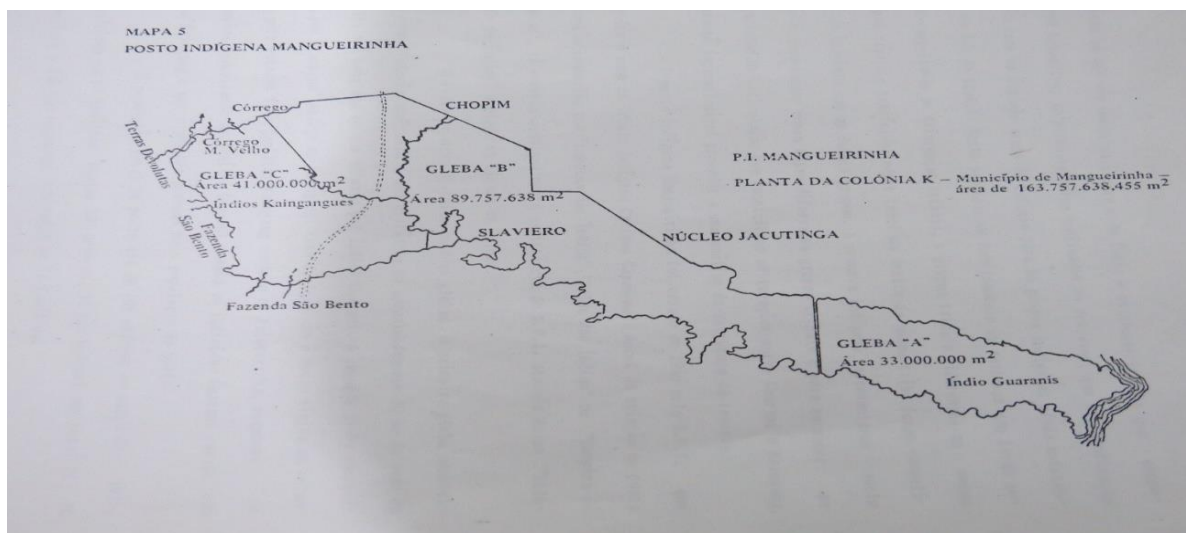 MAPA 5
POSTO INDÍGENA MANGUEIRINHA
Córrego
CHOPIM
Terras Devolutas
Córrego
M. Velho
GLEBA "C"
Área 41.000.000 m²
Índios Kaingangues
GLEBA "B"
Área 89.757.638 m²
P.I. MANGUEIRINHA
PLANTA DA COLÓNIA K – Município de Mangueirinha –
área de 163.757.638,455 m²
Fazenda
São Bento
SLAVIERO
NÚCLEO JACUTINGA
Fazenda São Bento
GLEBA "A"
Área 33.000.000 m²
Índio Guaranis